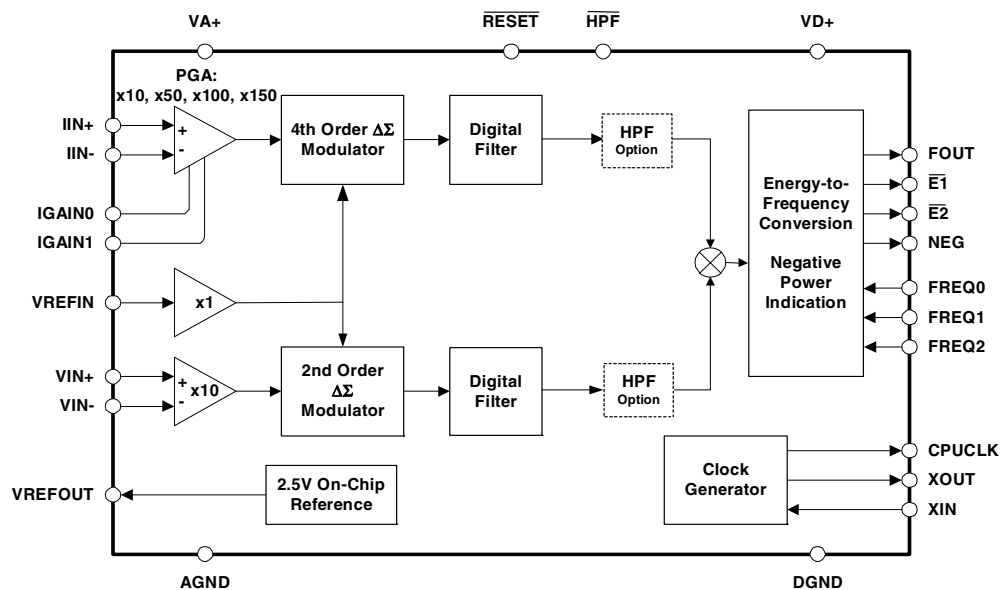 VA+
RESET
HPF
VD+
PGA:
x10, x50, x100, x150
IIN+
IIN-
+
-
4th Order ΔΣ
Modulator
Digital
Filter
HPF
Option
IGAIN0
IGAIN1
Energy-to-
Frequency
Conversion
Negative
Power
Indication
FOUT
E1
E2
NEG
FREQ0
FREQ1
FREQ2
VREFIN
x1
VIN+
VIN-
+
-
x10
2nd Order
ΔΣ
Modulator
Digital
Filter
HPF
Option
VREFOUT
2.5V On-Chip
Reference
Clock
Generator
CPUCLK
XOUT
XIN
AGND
DGND